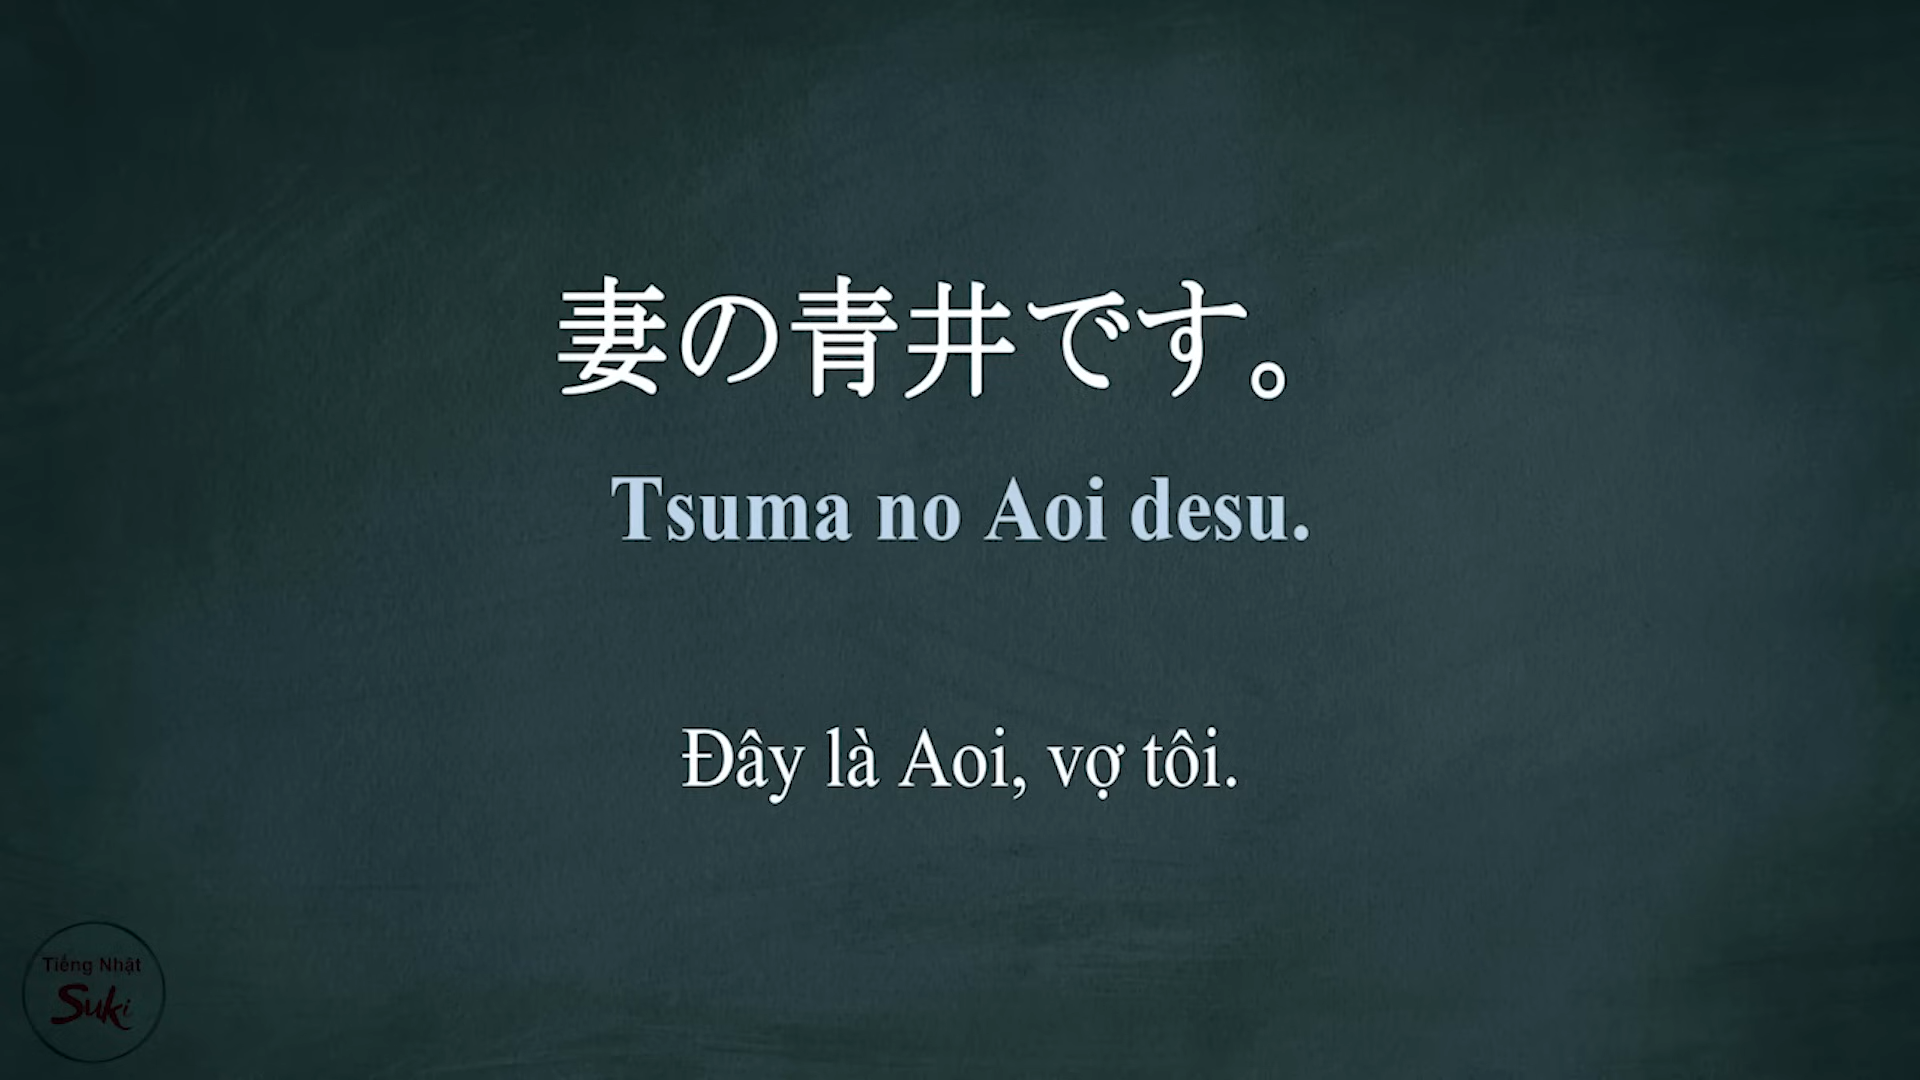 妻の青井です。
Tsuma no Aoi desu.
Đây là Aoi, vợ tôi.
Tiếng Nhật
Suki